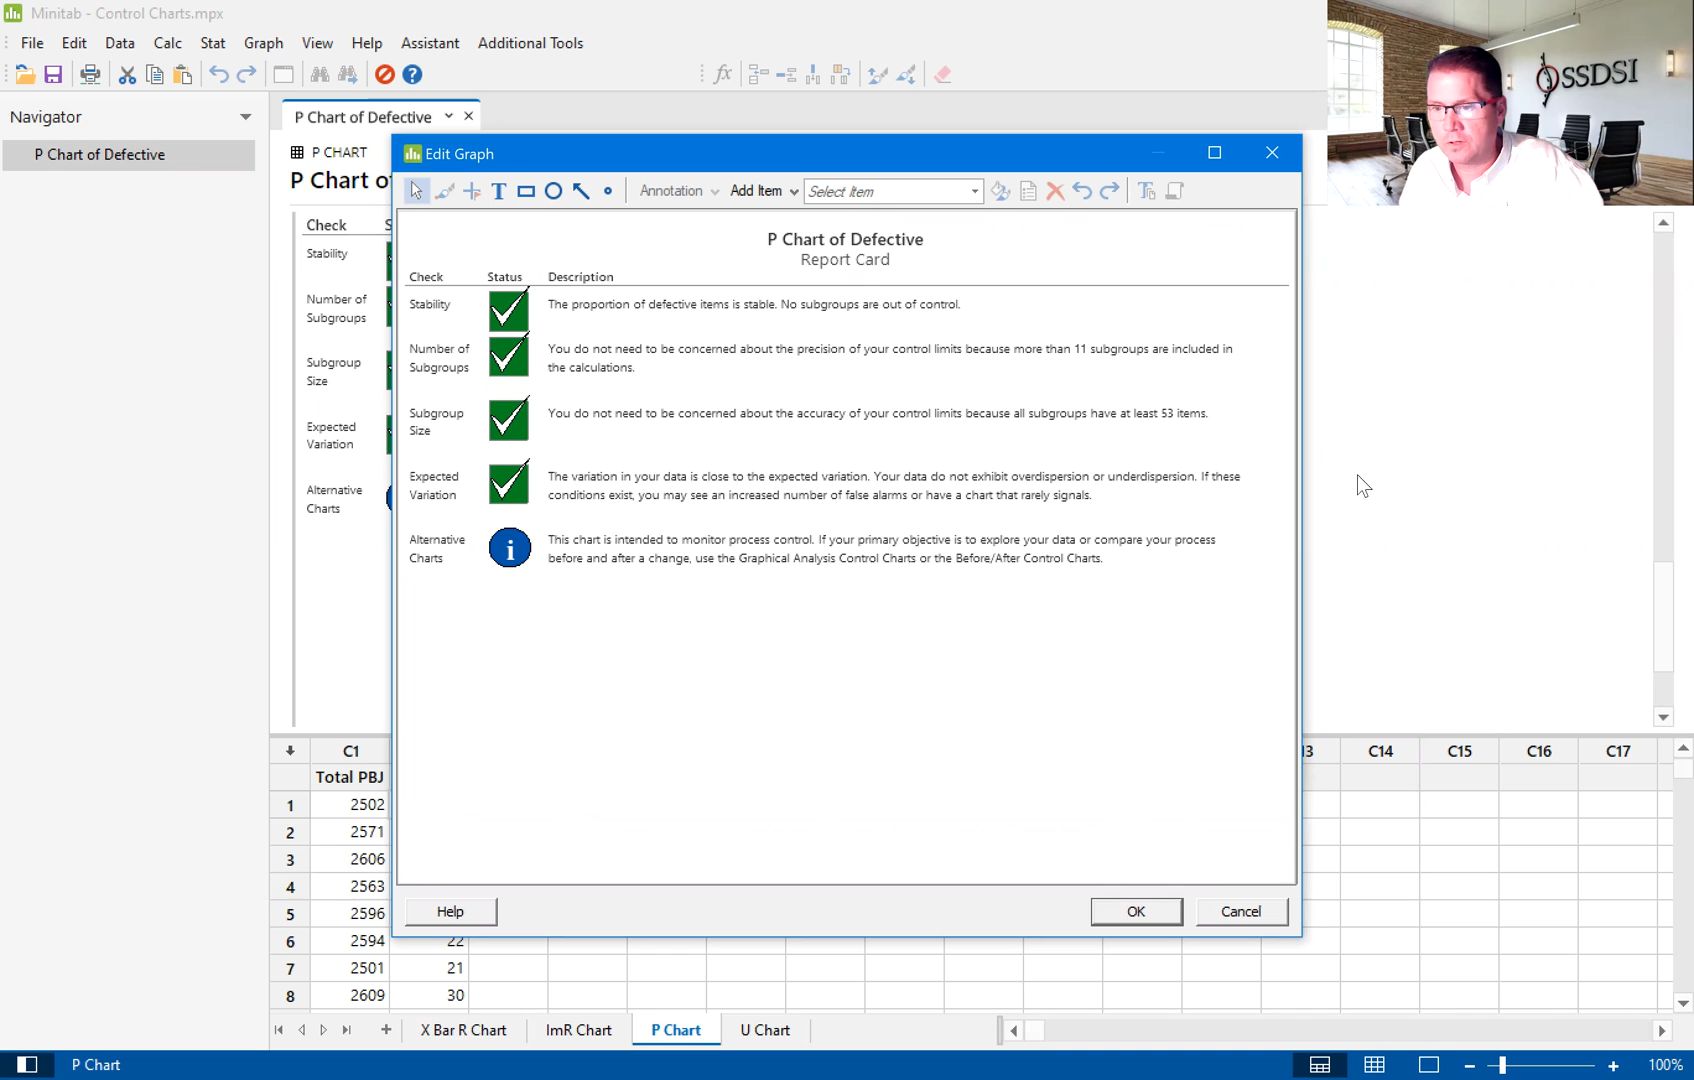 Minitab - Control Charts.mpx
File Edit Data Calc Stat Graph View Help Assistant Additional Tools
fx
SSDSI
Navigator
P Chart of Defective
P Chart of Defective
P CHART
P Chart of
Check S
Stability
Number of
Subgroups
Subgroup
Size
Expected
Variation
Alternative
Charts
Edit Graph
T Annotation Add Item Select Item
P Chart of Defective
Report Card
Check Status Description
Stability The proportion of defective items is stable. No subgroups are out of control.
Number of You do not need to be concerned about the precision of your control limits because more than 11 subgroups are included in
Subgroups the calculations.
Subgroup You do not need to be concerned about the accuracy of your control limits because all subgroups have at least 53 items.
Size
Expected The variation in your data is close to the expected variation. Your data do not exhibit overdispersion or underdispersion. If these
Variation conditions exist, you may see an increased number of false alarms or have a chart that rarely signals.
Alternative This chart is intended to monitor process control. If your primary objective is to explore your data or compare your process
Charts i before and after a change, use the Graphical Analysis Control Charts or the Before/After Control Charts.
Help OK Cancel
C1 13 C14 C15 C16 C17
Total PBJ
1 2502
2 2571
3 2606
4 2563
5 2596
6 2594 22
7 2501 21
8 2609 30
X Bar R Chart ImR Chart P Chart U Chart
P Chart 100%